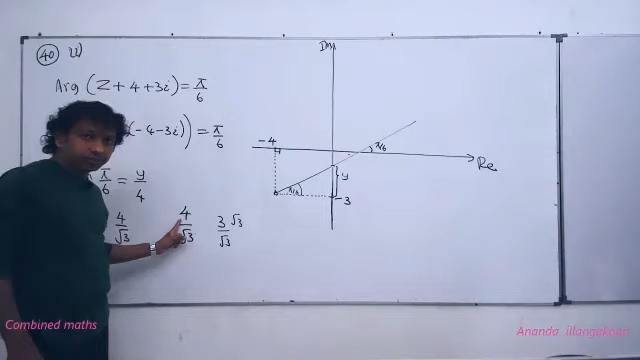 40 ii)
Arg (Z + 4 + 3i) = π/6
(-4 - 3i)) = π/6
π/6 = y/4
4/√3 4/√3 3/√3 √3
Im
-4
π/6
Re
y
π/6
-3
Combined maths
Ananda illangakoon